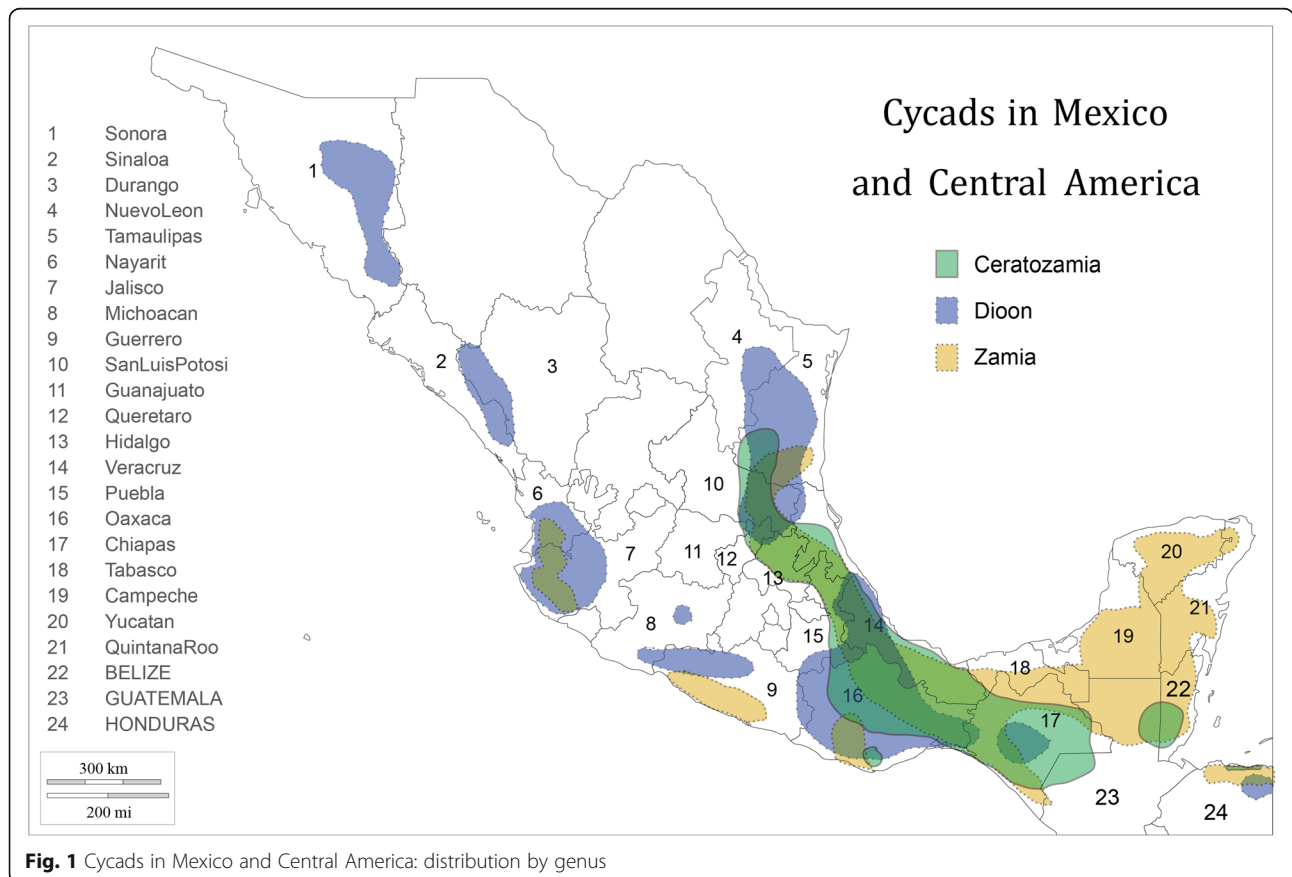 Cycads in Mexico
and Central America
1 Sonora
2 Sinaloa
3 Durango
4 NuevoLeon
5 Tamaulipas
6 Nayarit
7 Jalisco
8 Michoacan
9 Guerrero
10 SanLuisPotosi
11 Guanajuato
12 Queretaro
13 Hidalgo
14 Veracruz
15 Puebla
16 Oaxaca
17 Chiapas
18 Tabasco
19 Campeche
20 Yucatan
21 QuintanaRoo
22 BELIZE
23 GUATEMALA
24 HONDURAS
Ceratozamia
Dioon
Zamia
1
2
3
4
5
6
7
8
9
10
11
12
13
14
15
16
17
18
19
20
21
22
23
24
300 km
200 mi
Fig. 1 Cycads in Mexico and Central America: distribution by genus